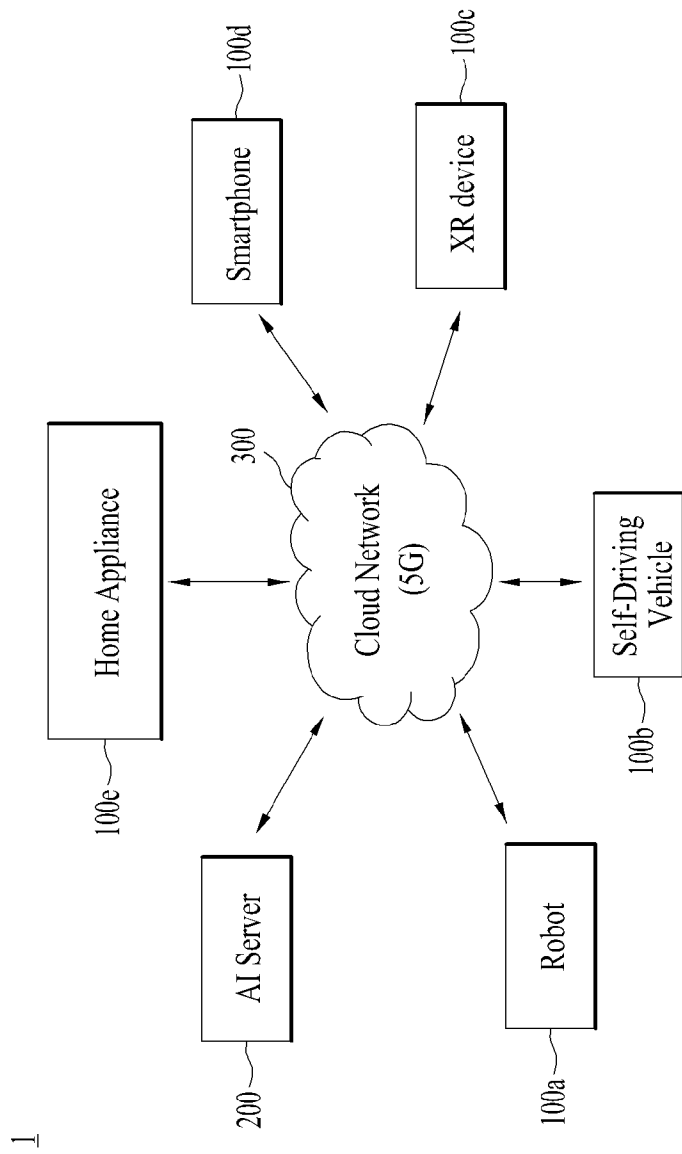 1
Home Appliance
100e
AI Server
200
Smartphone
100d
300
Cloud Network
(5G)
Robot
100a
Self-Driving
Vehicle
100b
XR device
100c